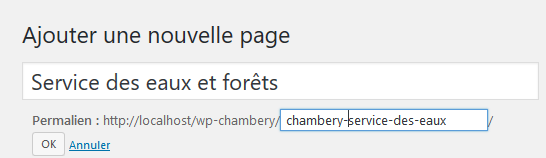 Ajouter une nouvelle page
Service des eaux et forêts
Permalien : http://localhost/wp-chambery/chambery-service-des-eaux/
OK Annuler